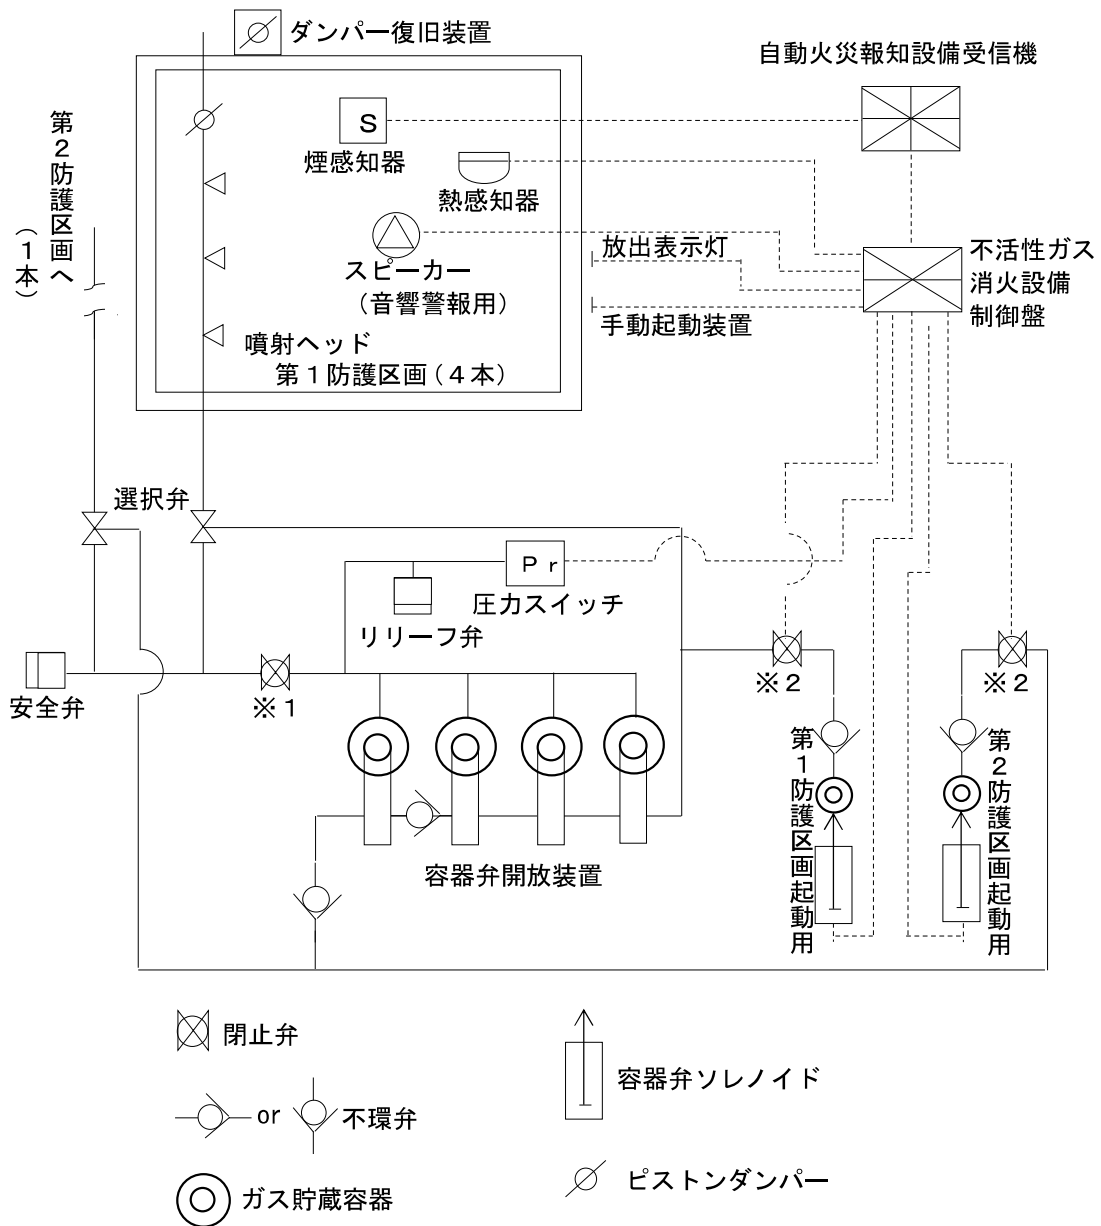 ダンパー復旧装置
自動火災報知設備受信機
第2防護区画へ
（1本）
S
煙感知器
熱感知器
スピーカー
（音響警報用）
放出表示灯
手動起動装置
不活性ガス
消火設備
制御盤
噴射ヘッド
第1防護区画(４本)
選択弁
Ｐｒ
圧力スイッチ
リリーフ弁
安全弁
※１
※２
※２
第1防護区画起動用
第2防護区画起動用
容器弁開放装置
閉止弁
or
不環弁
ガス貯蔵容器
容器弁ソレノイド
ピストンダンパー